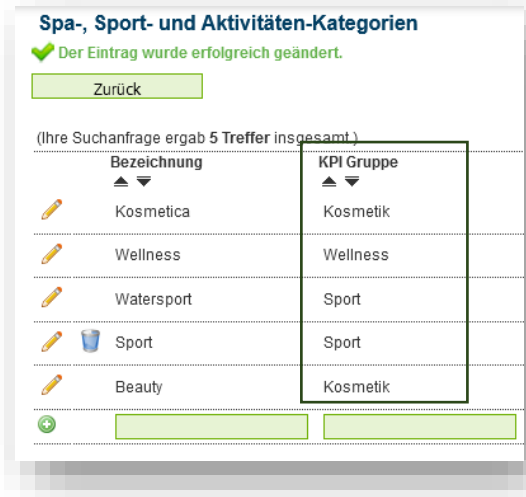 Spa-, Sport- und Aktivitäten-Kategorien
Der Eintrag wurde erfolgreich geändert.
Zurück
(Ihre Suchanfrage ergab 5 Treffer insgesamt.)
Bezeichnung KPI Gruppe
Kosmetica Kosmetik
Wellness Wellness
Watersport Sport
Sport Sport
Beauty Kosmetik